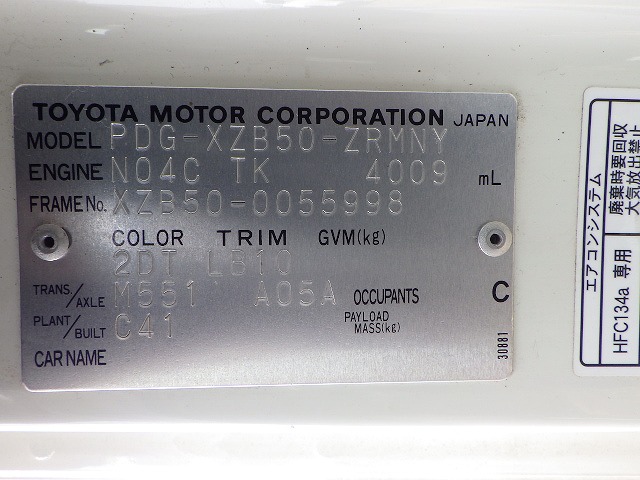 TOYOTA MOTOR CORPORATION JAPAN
MODEL PDG-XZB50-ZRMNY
ENGINE N04C TK 4009 mL
FRAME No. XZB50-0055998
COLOR TRIM GVM(kg)
2DT LB10
TRANS./AXLE M551 A05A OCCUPANTS C
PLANT/BUILT C41 PAYLOAD MASS(kg)
CAR NAME
30881
エアコンシステム
HFC134a 専用
廃棄時要回収
大気放出禁止